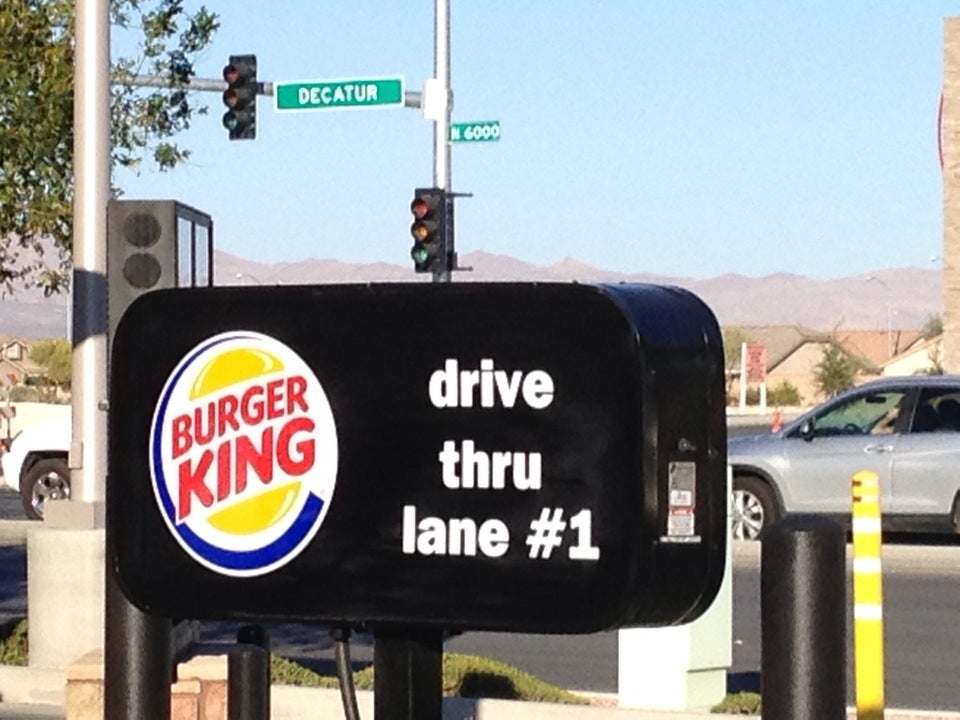 DECATUR
N 6000
BURGER
KING
drive
thru
lane #1